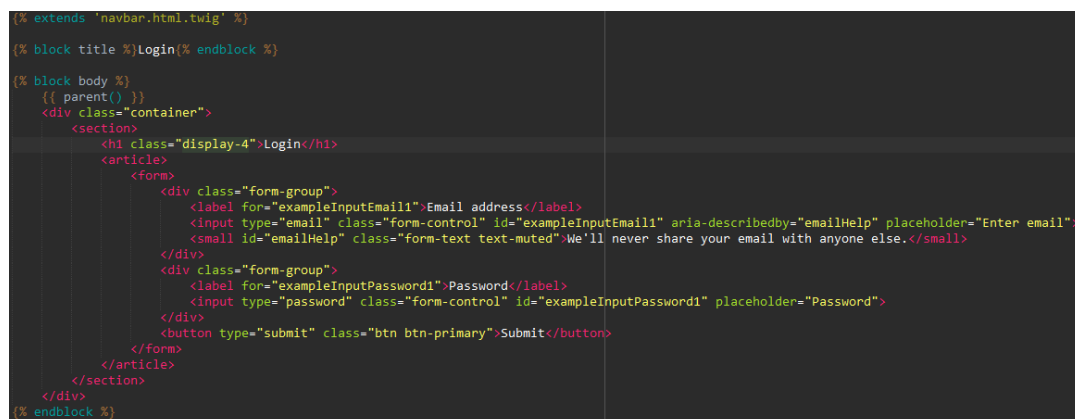 {% extends 'navbar.html.twig' %}
{% block title %}Login{% endblock %}
{% block body %}
{{ parent() }}
<div class="container">
<section>
<h1 class="display-4">Login</h1>
<article>
<form>
<div class="form-group">
<label for="exampleInputEmail1">Email address</label>
<input type="email" class="form-control" id="exampleInputEmail1" aria-describedby="emailHelp" placeholder="Enter email">
<small id="emailHelp" class="form-text text-muted">We'll never share your email with anyone else.</small>
</div>
<div class="form-group">
<label for="exampleInputPassword1">Password</label>
<input type="password" class="form-control" id="exampleInputPassword1" placeholder="Password">
</div>
<button type="submit" class="btn btn-primary">Submit</button>
</form>
</article>
</section>
</div>
{% endblock %}